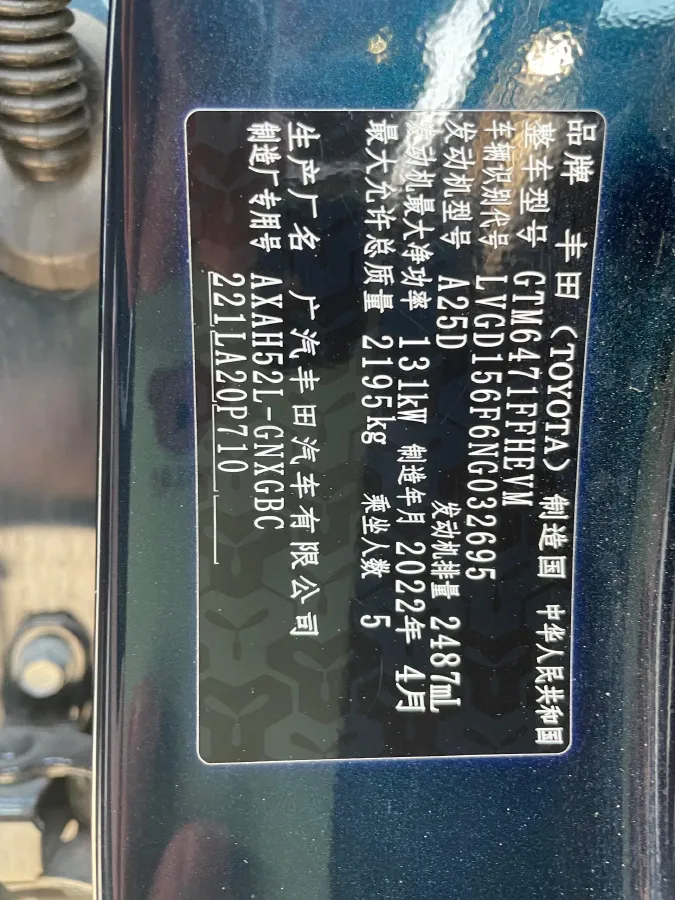 品牌 丰田（TOYOTA） 制造国 中华人民共和国
整车型号 GTM6471FFHEVM
车辆识别代号 LVGD156F6NG032695
发动机型号 A25D 发动机排量 2487mL
发动机最大净功率 131kW 制造年月 2022年 4月
最大允许总质量 2195kg 乘坐人数 5
生产厂名 广汽丰田汽车有限公司
制造厂专用号 AXAH52L-GNXGBC
221LA20P710